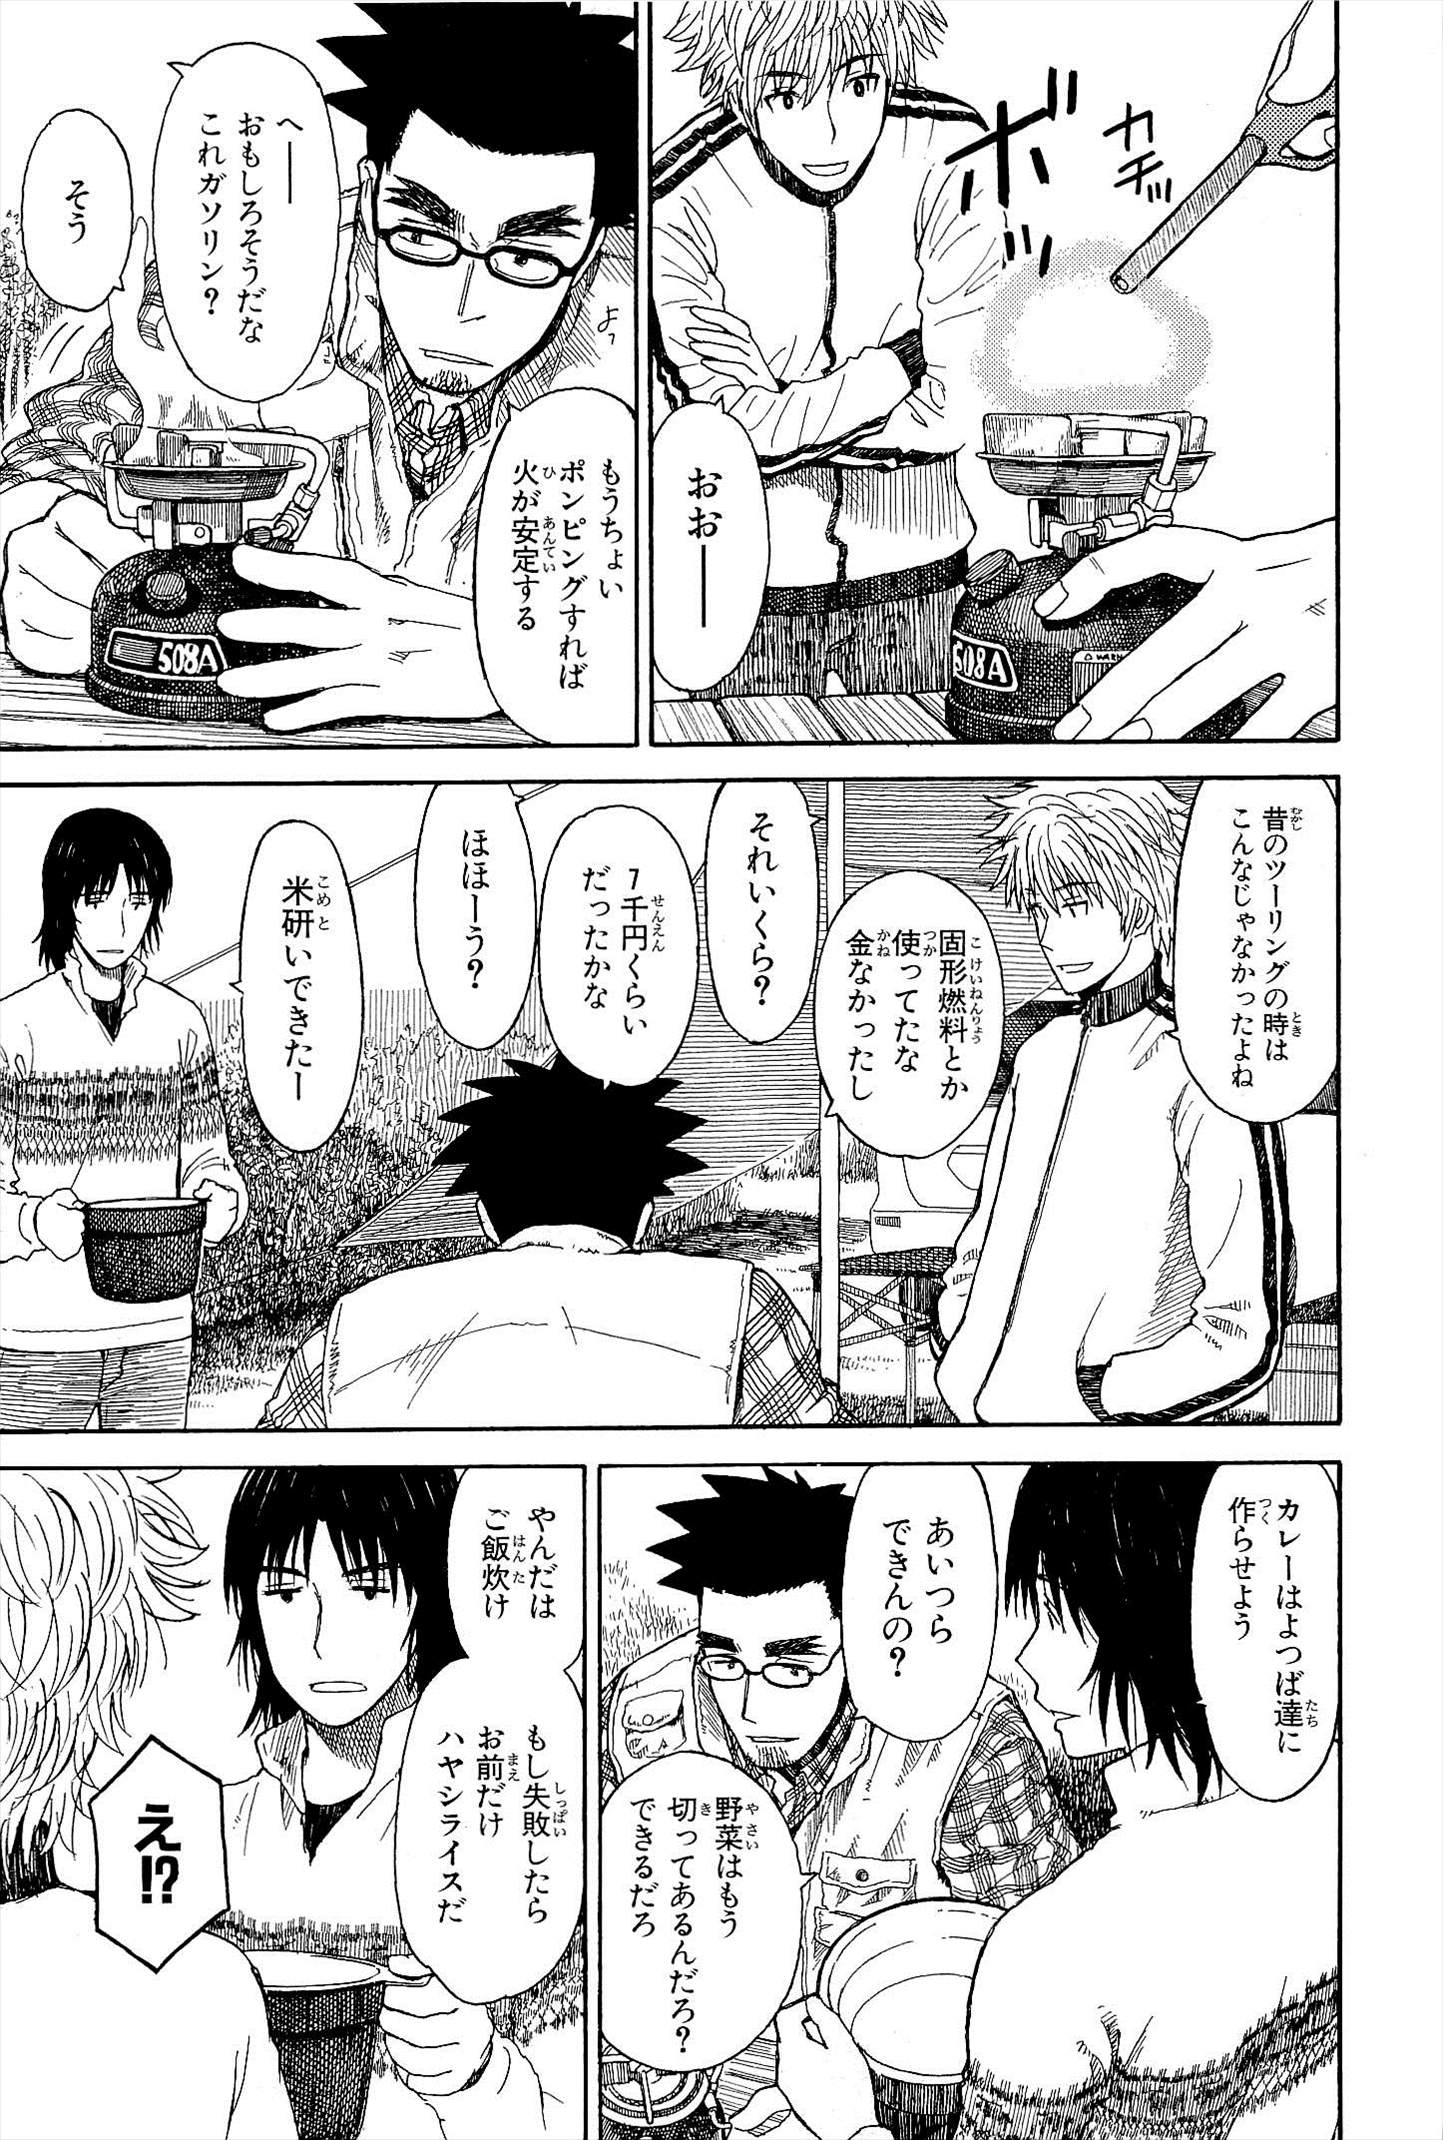 カチッ
ボッ
おおー
508A
よっ
もうちょい
ポンピングすれば
火が安定する
へー
おもしろそうだな
これガソリン？
そう
508A
昔のツーリングの時は
こんなじゃなかったよね
固形燃料とか
使ってたな
金なかったし
それいくら？
7千円くらい
だったかな
ほほーう？
米研いできたー
カレーはよつば達に
作らせよう
あいつら
できんの？
野菜はもう
切ってあるんだろ？
できるだろ
やんだは
ご飯炊け
もし失敗したら
お前だけ
ハヤシライスだ
え!?